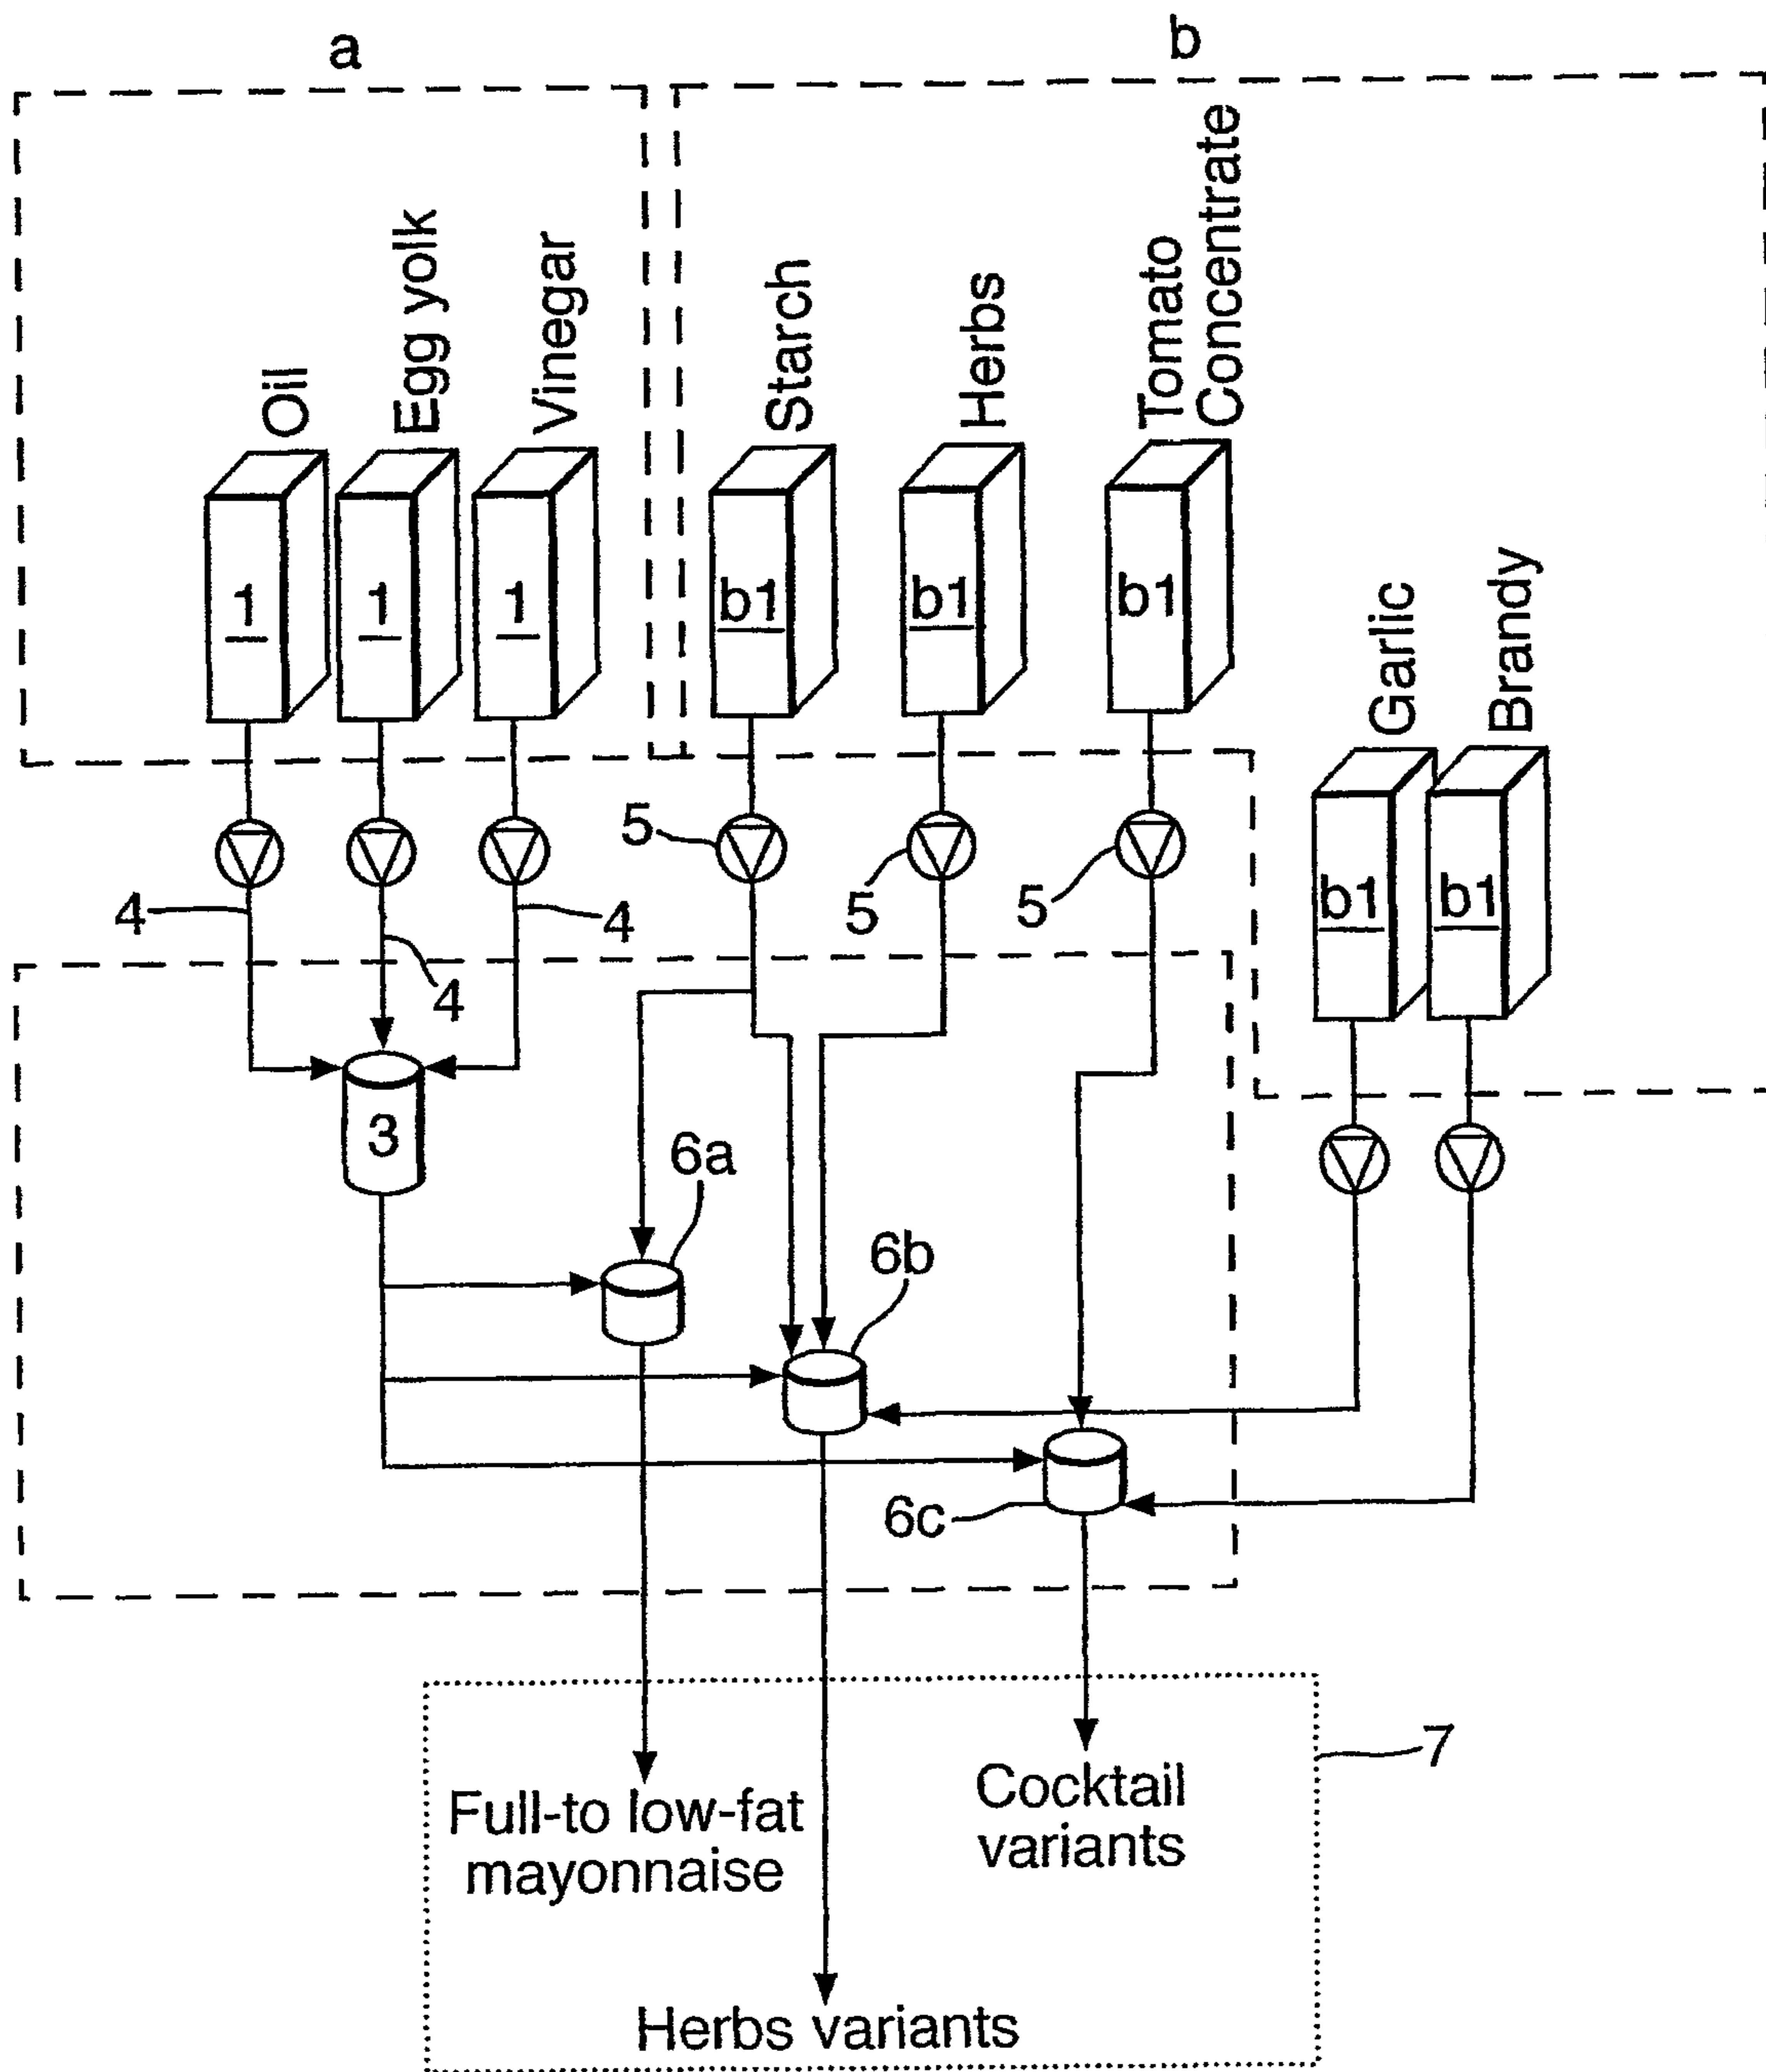 a
b
Oil
Egg yolk
Vinegar
Starch
Herbs
Tomato
Concentrate
Garlic
Brandy
1
1
1
b1
b1
b1
b1
b1
5
5
5
4
4
4
3
6a
6b
6c
7
Full-to low-fat
mayonnaise
Cocktail
variants
Herbs variants